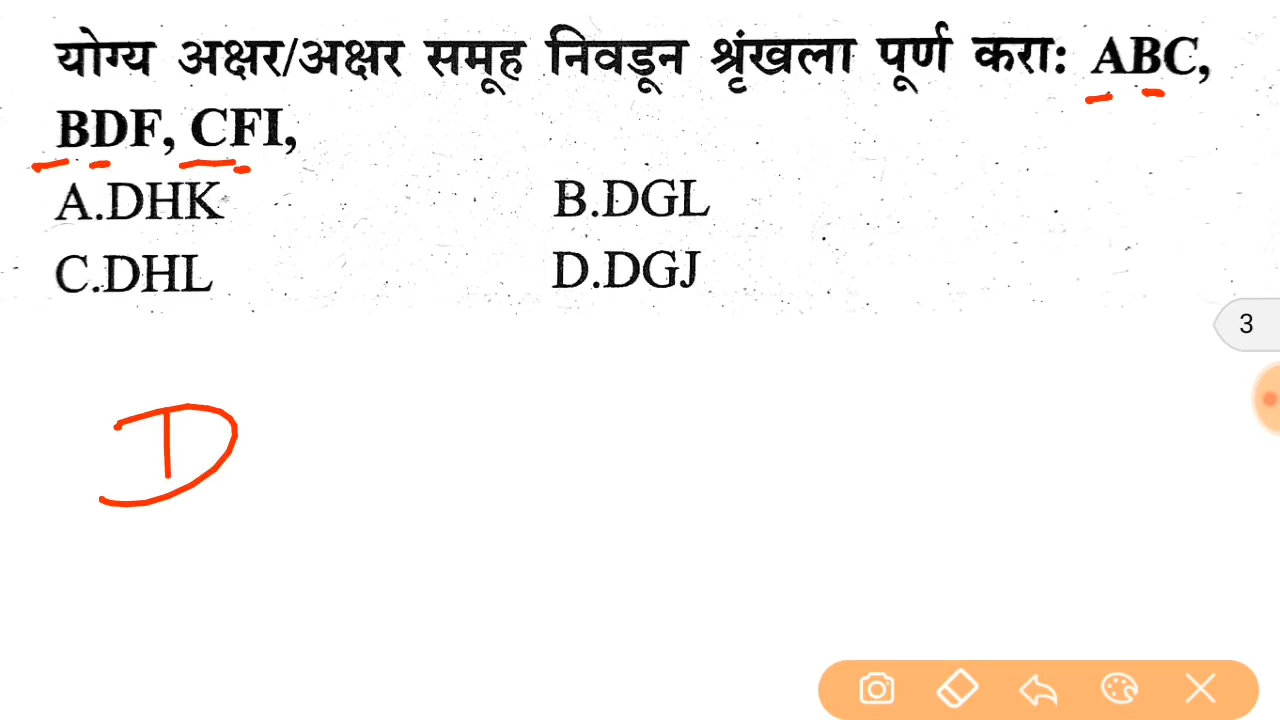 योग्य अक्षर/अक्षर समूह निवडून श्रृंखला पूर्ण करा: ABC,
BDF, CFI,
A.DHK B.DGL
C.DHL D.DGJ
3
D